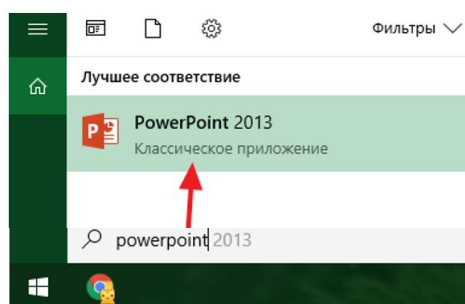 Фильтры
Лучшее соответствие
PowerPoint 2013
Классическое приложение
powerpoint 2013